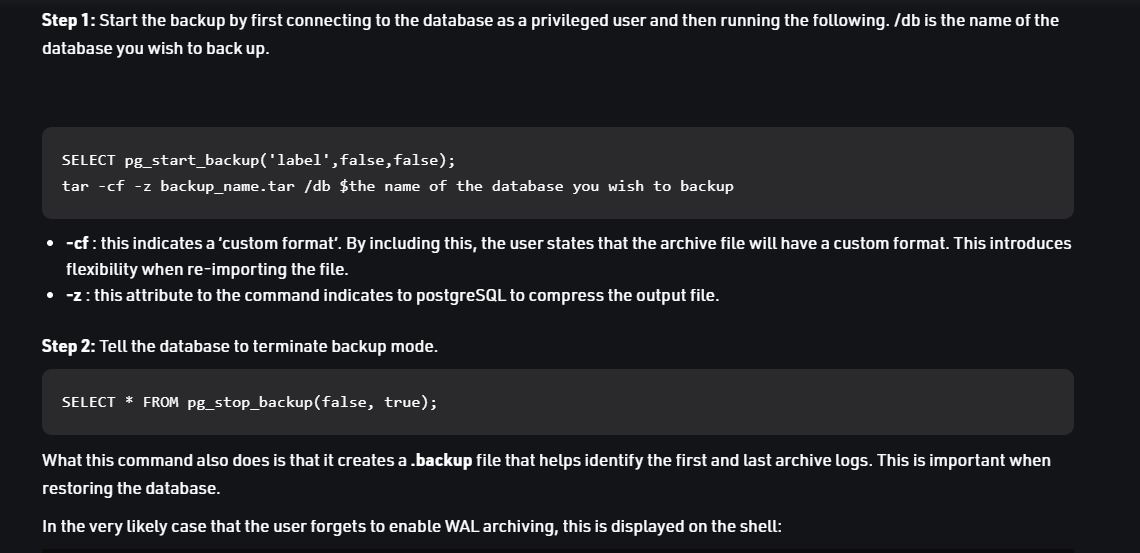 Step 1: Start the backup by first connecting to the database as a privileged user and then running the following. /db is the name of the
database you wish to back up.
SELECT pg_start_backup('label',false,false);
tar -cf -z backup_name.tar /db $the name of the database you wish to backup
• -cf : this indicates a 'custom format'. By including this, the user states that the archive file will have a custom format. This introduces
flexibility when re-importing the file.
• -z : this attribute to the command indicates to postgreSQL to compress the output file.
Step 2: Tell the database to terminate backup mode.
SELECT * FROM pg_stop_backup(false, true);
What this command also does is that it creates a .backup file that helps identify the first and last archive logs. This is important when
restoring the database.
In the very likely case that the user forgets to enable WAL archiving, this is displayed on the shell: